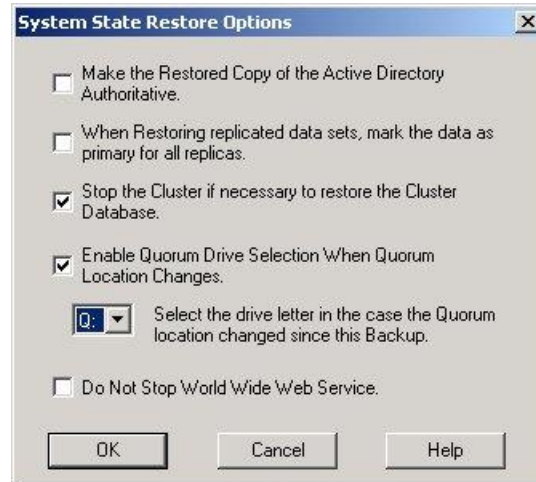 System State Restore Options
Make the Restored Copy of the Active Directory
Authoritative.
When Restoring replicated data sets, mark the data as
primary for all replicas.
Stop the Cluster if necessary to restore the Cluster
Database.
Enable Quorum Drive Selection When Quorum
Location Changes.
Q:
Select the drive letter in the case the Quorum
location changed since this Backup.
Do Not Stop World Wide Web Service.
OK
Cancel
Help